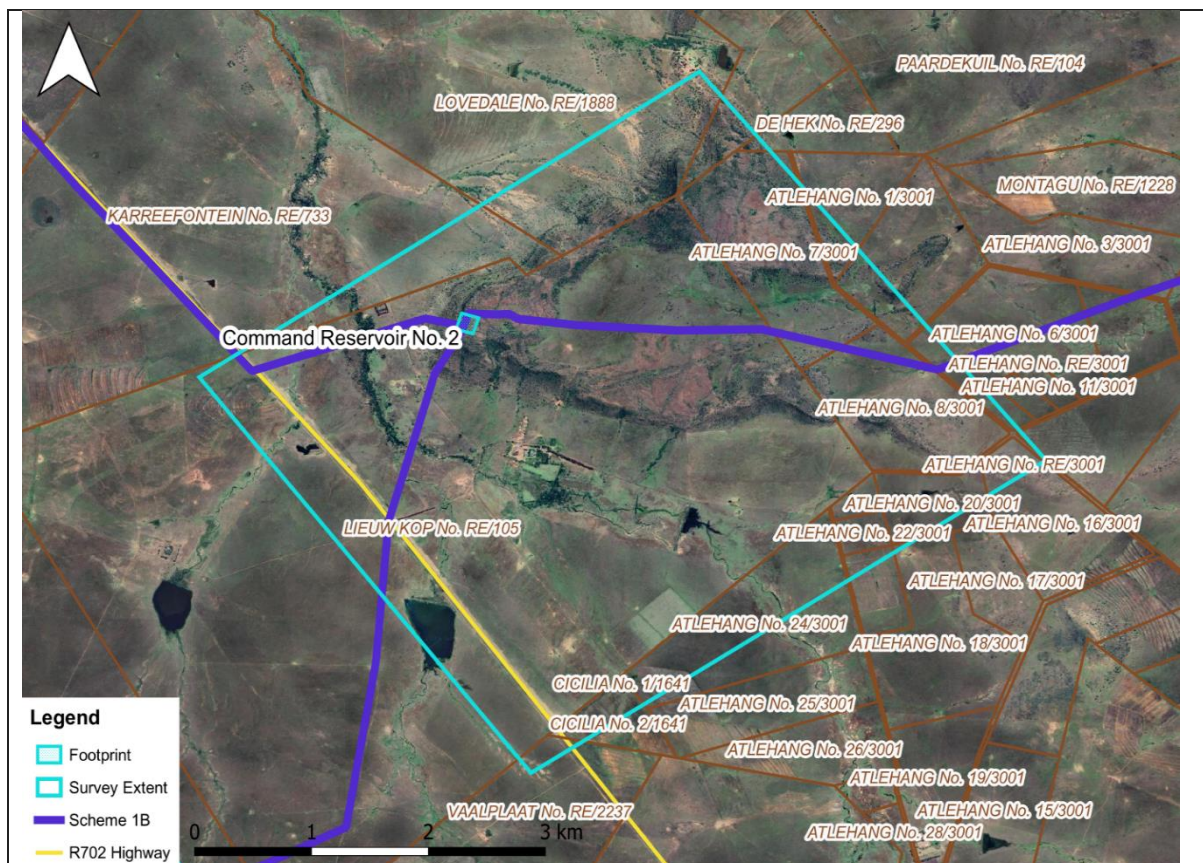 PAARDEKUIL No. RE/104
LOVEDALE No. RE/1888
DE HEK No. RE/296
MONTAGU No. RE/1228
ATLEHANG No. 1/3001
KARREEFONTEIN No. RE/733
ATLEHANG No. 3/3001
ATLEHANG No. 7/3001
Command Reservoir No. 2
ATLEHANG No. 6/3001
ATLEHANG No. RE/3001
ATLEHANG No. 11/3001
ATLEHANG No. 8/3001
ATLEHANG No. RE/3001
ATLEHANG No. 20/3001
ATLEHANG No. 16/3001
LIEUW KOP No. RE/105
ATLEHANG No. 22/3001
ATLEHANG No. 17/3001
ATLEHANG No. 24/3001
ATLEHANG No. 18/3001
CICILIA No. 1/1641
ATLEHANG No. 25/3001
CICILIA No. 2/1641
ATLEHANG No. 26/3001
ATLEHANG No. 19/3001
VAALPLAAT No. RE/2237
ATLEHANG No. 15/3001
ATLEHANG No. 28/3001
Legend
Footprint
Survey Extent
Scheme 1B
R702 Highway
0 1 2 3 km